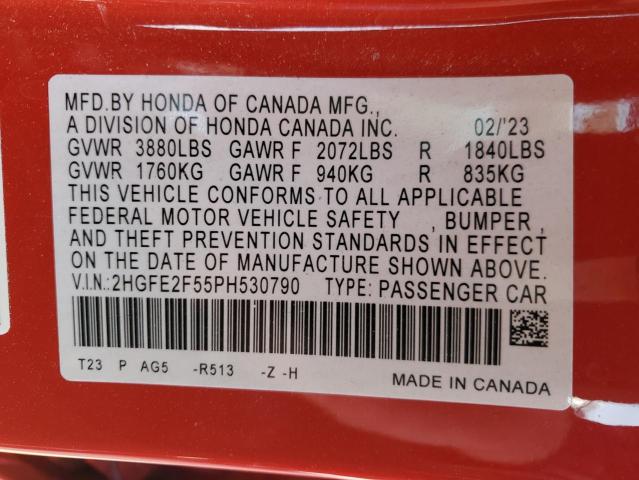 MFD.BY HONDA OF CANADA MFG.,
A DIVISION OF HONDA CANADA INC. 02/'23
GVWR 3880LBS GAWR F 2072LBS R 1840LBS
GVWR 1760KG GAWR F 940KG R 835KG
THIS VEHICLE CONFORMS TO ALL APPLICABLE
FEDERAL MOTOR VEHICLE SAFETY , BUMPER ,
AND THEFT PREVENTION STANDARDS IN EFFECT
ON THE DATE OF MANUFACTURE SHOWN ABOVE.
V.I.N.:2HGFE2F55PH530790 TYPE: PASSENGER CAR
T23 P AG5 -R513 -Z -H
MADE IN CANADA